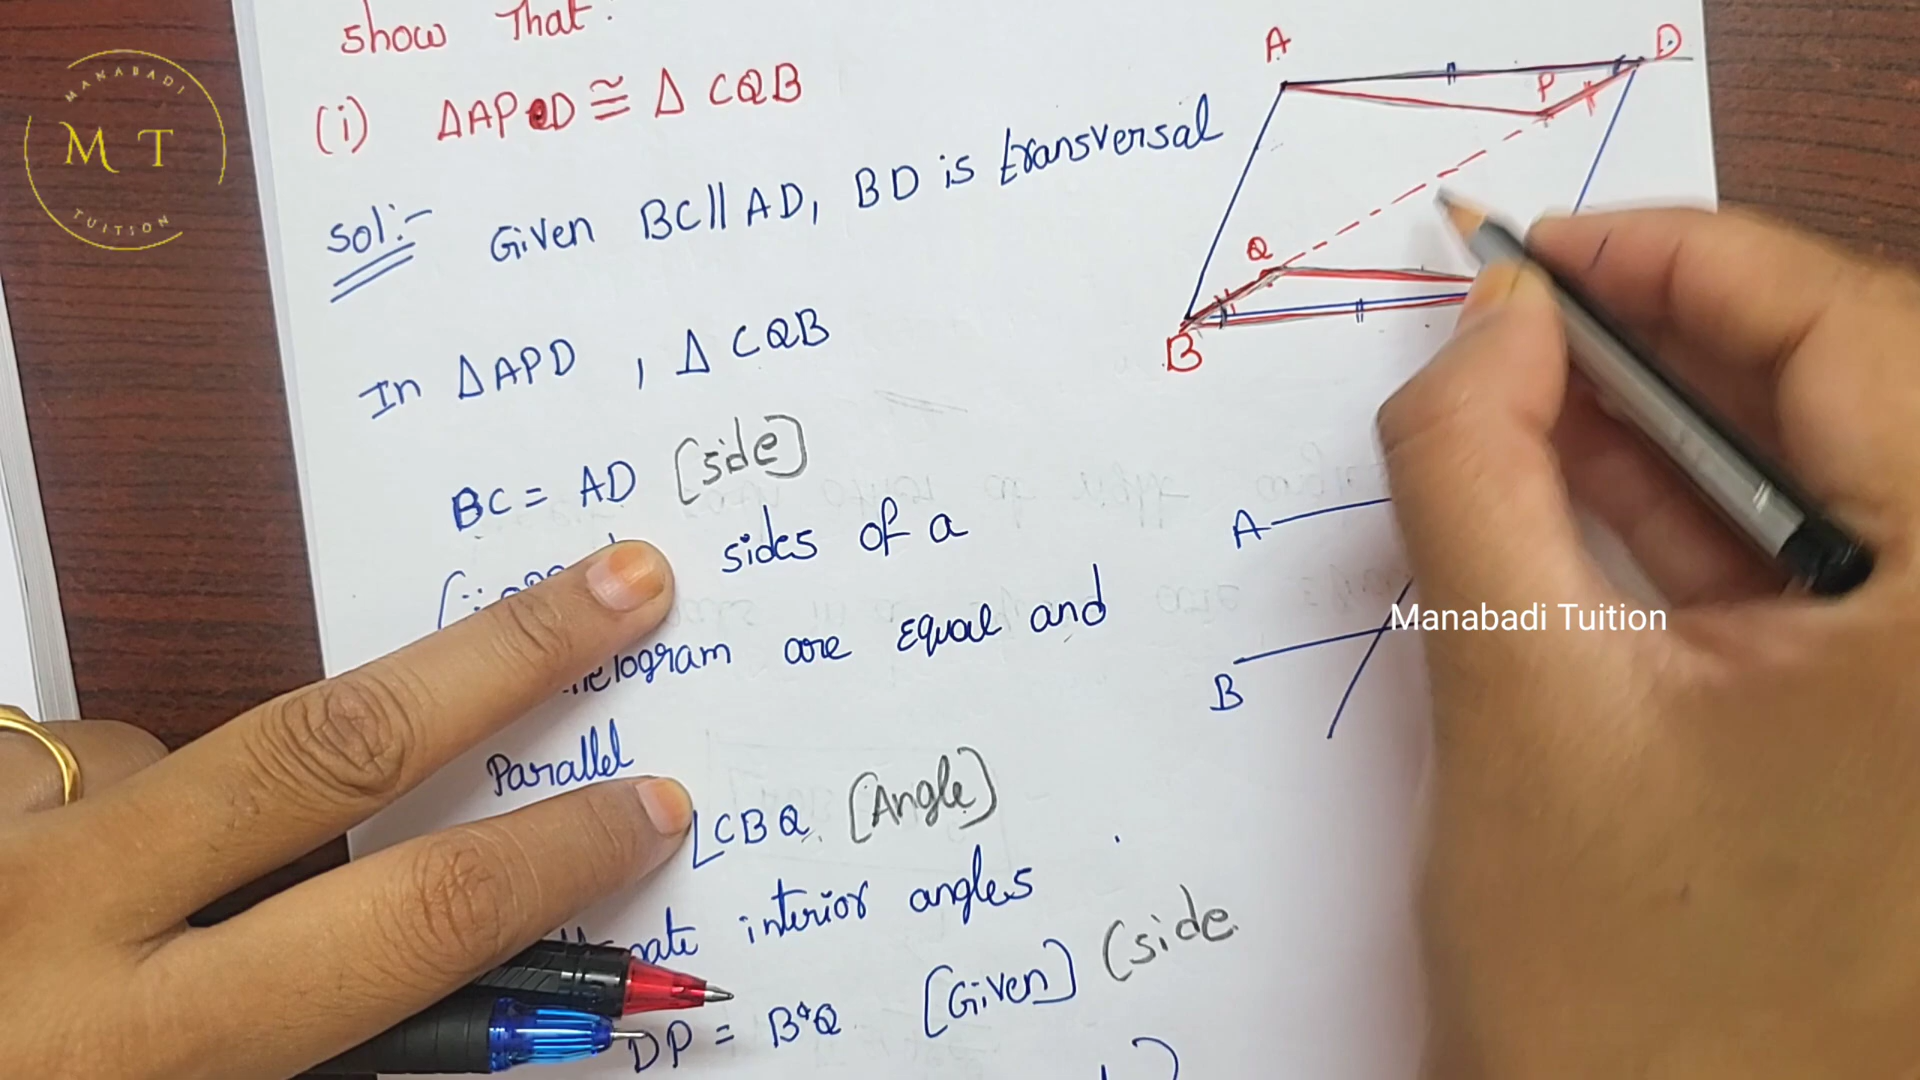 show That:
(i) ΔAPD ≅ Δ CQB
Sol:- Given BC || AD, BD is transversal
In ΔAPD , Δ CQB
BC = AD [side]
sides of a
are equal and
Parallel
∟CBQ [Angle]
interior angles
DP = BQ [Given] (side
A
D
P
Q
B
A
B
MANABADI
M T
TUITION
Manabadi Tuition